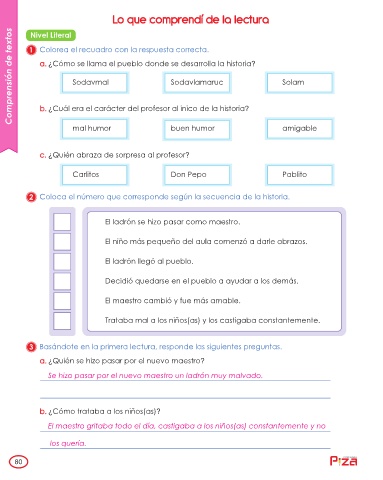 Lo que comprendí de la lectura
Comprensión de textos
Nivel Literal
1 Colorea el recuadro con la respuesta correcta.
a. ¿Cómo se llama el pueblo donde se desarrolla la historia?
Sodavmal Sodavlamaruc Solam
b. ¿Cuál era el carácter del profesor al inico de la historia?
mal humor buen humor amigable
c. ¿Quién abraza de sorpresa al profesor?
Carlitos Don Pepo Pablito
2 Coloca el número que corresponde según la secuencia de la historia.
El ladrón se hizo pasar como maestro.
El niño más pequeño del aula comenzó a darle abrazos.
El ladrón llegó al pueblo.
Decidió quedarse en el pueblo a ayudar a los demás.
El maestro cambió y fue más amable.
Trataba mal a los niños(as) y los castigaba constantemente.
3 Basándote en la primera lectura, responde las siguientes preguntas.
a. ¿Quién se hizo pasar por el nuevo maestro?
Se hizo pasar por el nuevo maestro un ladrón muy malvado.
b. ¿Cómo trataba a los niños(as)?
El maestro gritaba todo el día, castigaba a los niños(as) constantemente y no
los quería.
80